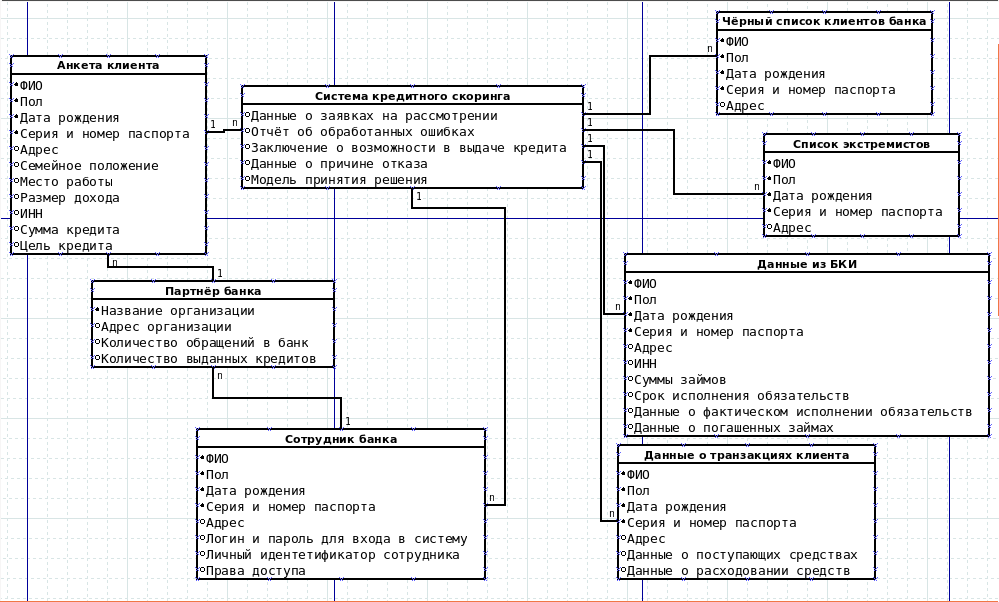 Анкета клиента
ФИО
Пол
Дата рождения
Серия и номер паспорта
Адрес
Семейное положение
Место работы
Размер дохода
ИНН
Сумма кредита
Цель кредита
1
n
Система кредитного скоринга
Данные о заявках на рассмотрении
Отчёт об обработанных ошибках
Заключение о возможности в выдаче кредита
Данные о причине отказа
Модель принятия решения
1
1
1
1
1
n
Чёрный список клиентов банка
ФИО
Пол
Дата рождения
Серия и номер паспорта
Адрес
n
Список экстремистов
ФИО
Пол
Дата рождения
Серия и номер паспорта
Адрес
n
Данные из БКИ
ФИО
Пол
Дата рождения
Серия и номер паспорта
Адрес
ИНН
Суммы займов
Срок исполнения обязательств
Данные о фактическом исполнении обязательств
Данные о погашенных займах
n
1
Партнёр банка
Название организации
Адрес организации
Количество обращений в банк
Количество выданных кредитов
n
1
Сотрудник банка
ФИО
Пол
Дата рождения
Серия и номер паспорта
Адрес
Логин и пароль для входа в систему
Личный идентетификатор сотрудника
Права доступа
n
n
Данные о транзакциях клиента
ФИО
Пол
Дата рождения
Серия и номер паспорта
Адрес
Данные о поступающих средствах
Данные о расходовании средств